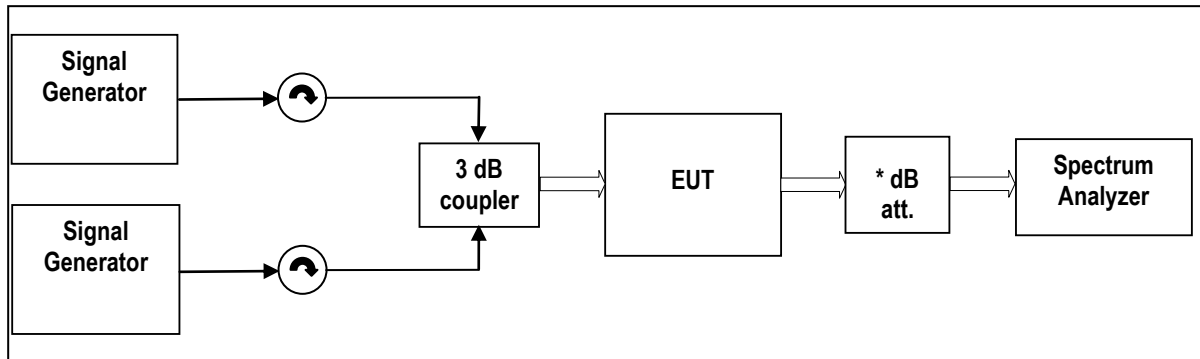 Signal
Generator
3 dB
coupler
EUT
* dB
att.
Spectrum
Analyzer
Signal
Generator